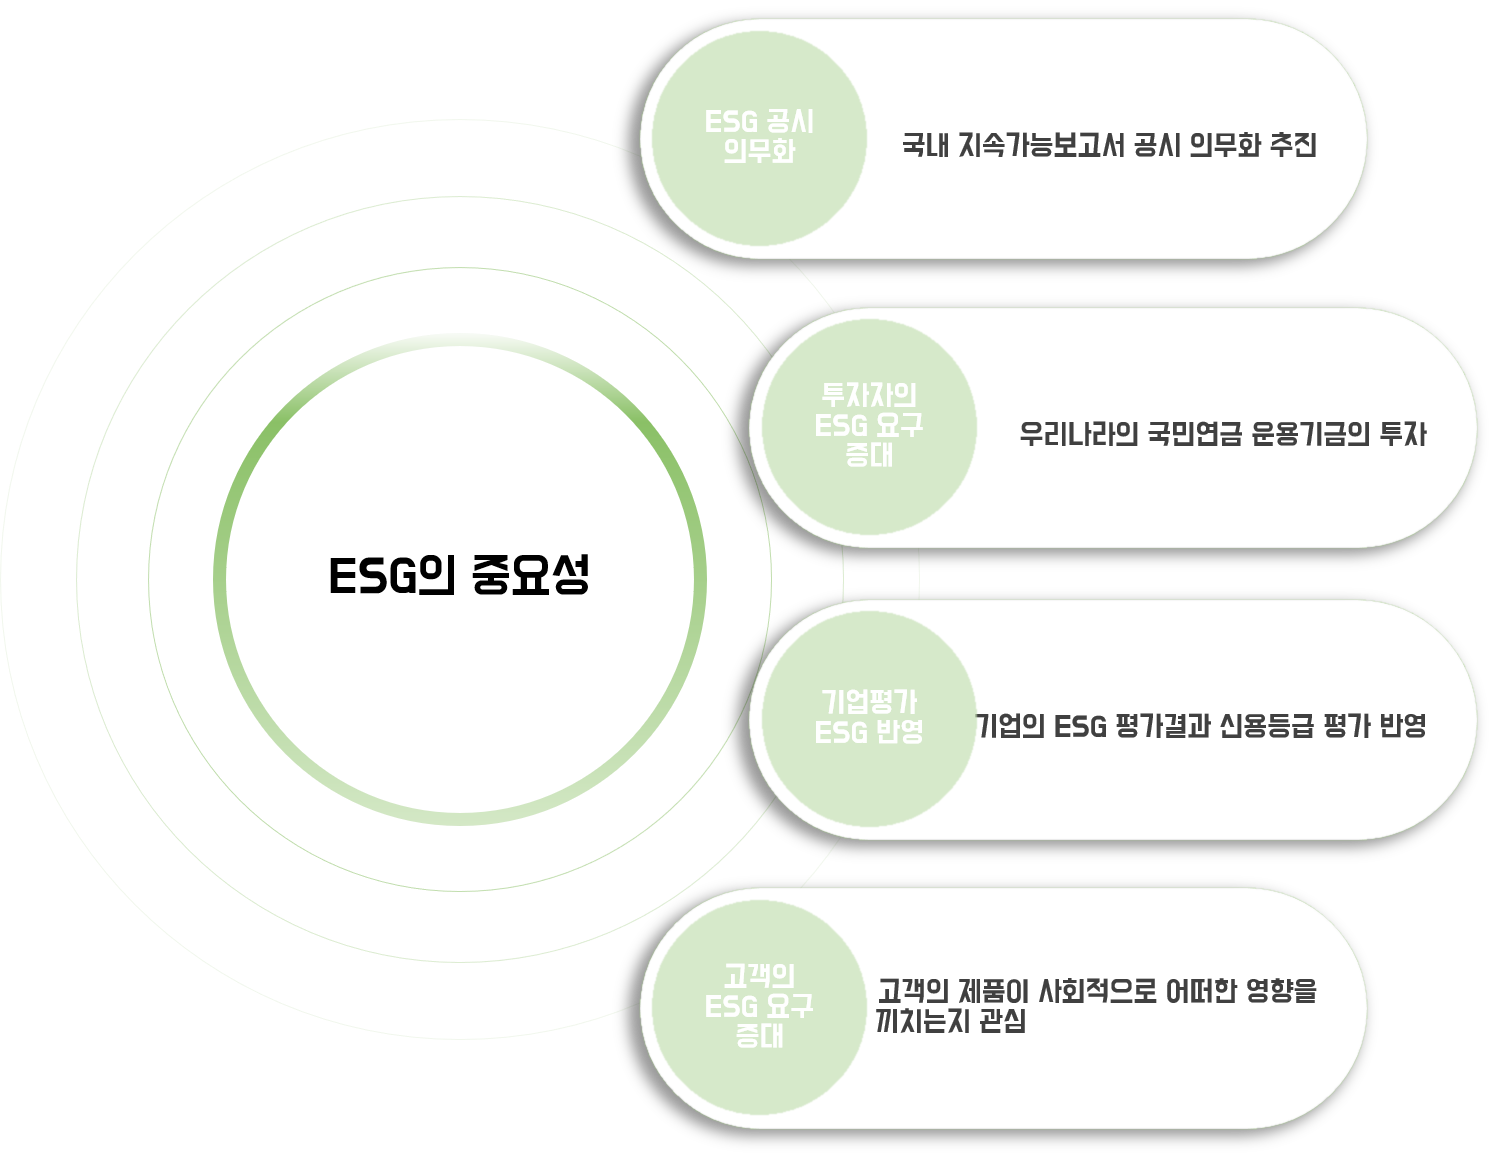 ESG의 중요성
ESG 공시
의무화
국내 지속가능보고서 공시 의무화 추진
투자자의
ESG 요구
증대
우리나라의 국민연금 운용기금의 투자
기업평가
ESG 반영
기업의 ESG 평가결과 신용등급 평가 반영
고객의
ESG 요구
증대
고객의 제품이 사회적으로 어떠한 영향을
끼치는지 관심